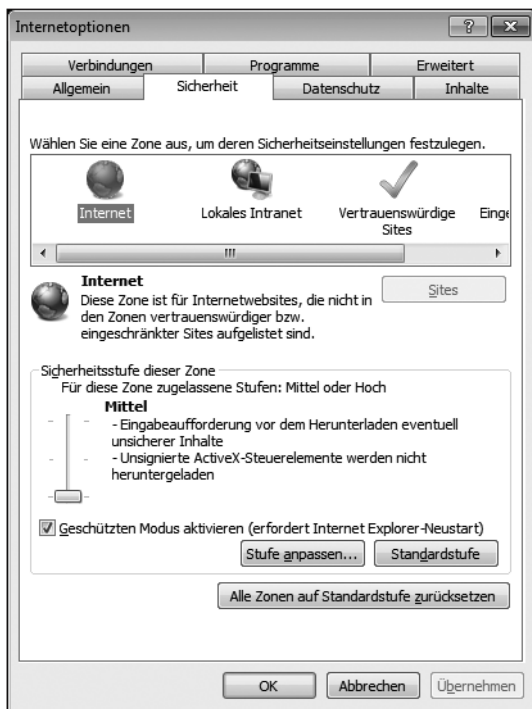 Internetoptionen
Verbindungen Programme Erweitert
Allgemein Sicherheit Datenschutz Inhalte
Wählen Sie eine Zone aus, um deren Sicherheitseinstellungen festzulegen.
Internet Lokales Intranet Vertrauenswürdige Einge
Sites
Internet
Diese Zone ist für Internetwebsites, die nicht in
den Zonen vertrauenswürdiger bzw.
eingeschränkter Sites aufgelistet sind.
Sites
Sicherheitsstufe dieser Zone
Für diese Zone zugelassene Stufen: Mittel oder Hoch
Mittel
- Eingabeaufforderung vor dem Herunterladen eventuell
unsicherer Inhalte
- Unsignierte ActiveX-Steuerelemente werden nicht
heruntergeladen
Geschützten Modus aktivieren (erfordert Internet Explorer-Neustart)
Stufe anpassen... Standardstufe
Alle Zonen auf Standardstufe zurücksetzen
OK Abbrechen Übernehmen